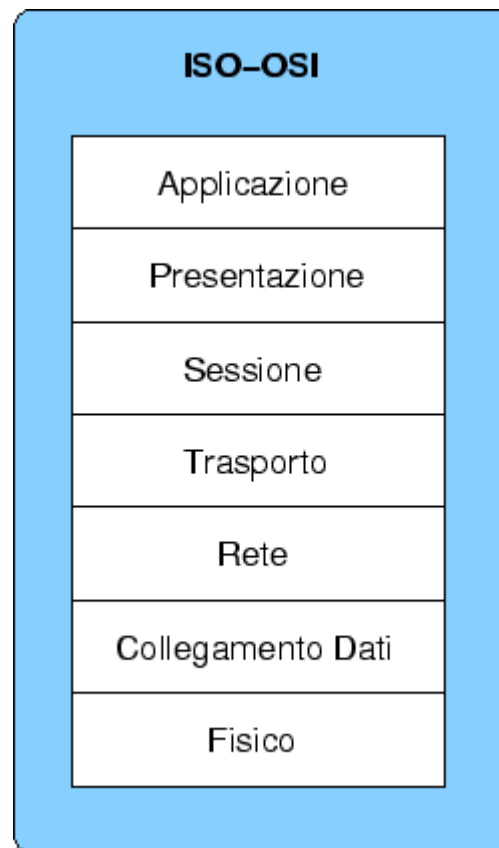 ISO–OSI
Applicazione
Presentazione
Sessione
Trasporto
Rete
Collegamento Dati
Fisico